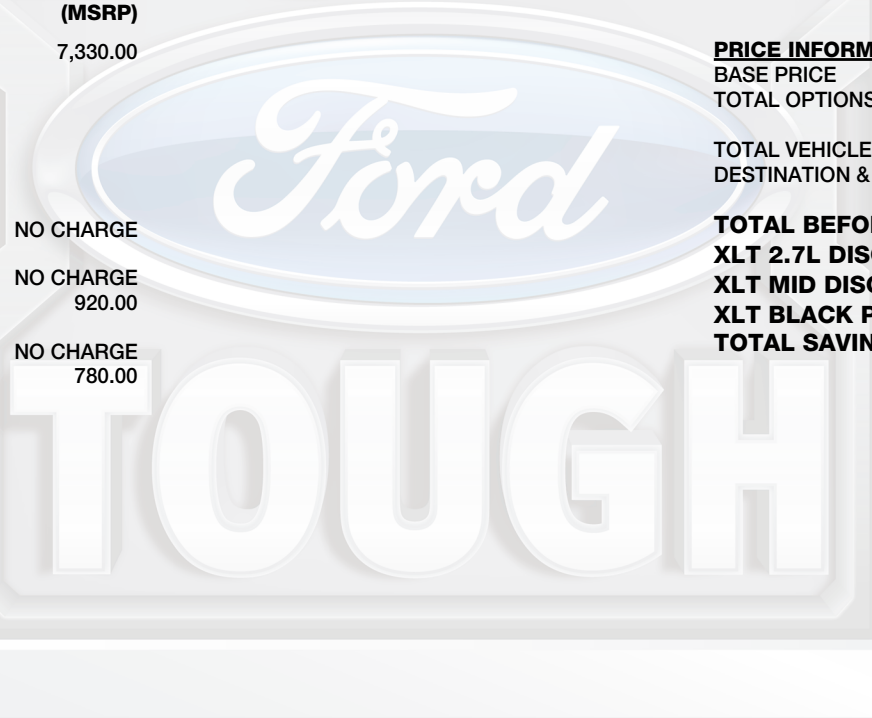 (MSRP)
7,330.00
NO CHARGE
NO CHARGE
920.00
NO CHARGE
780.00
PRICE INFORM
BASE PRICE
TOTAL OPTIONS
TOTAL VEHICLE
DESTINATION &
TOTAL BEFO
XLT 2.7L DIS
XLT MID DISC
XLT BLACK P
TOTAL SAVIN
Ford
TOUGH